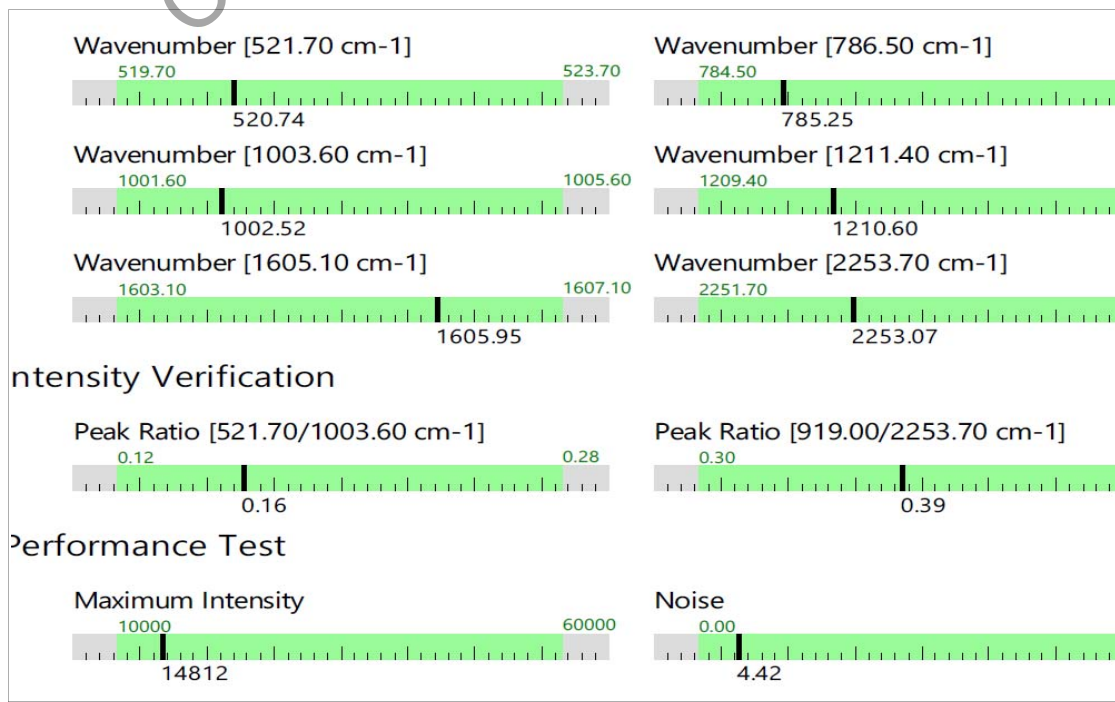 Wavenumber [521.70 cm-1] Wavenumber [786.50 cm-1]
519.70 523.70 784.50
520.74 785.25
Wavenumber [1003.60 cm-1] Wavenumber [1211.40 cm-1]
1001.60 1005.60 1209.40
1002.52 1210.60
Wavenumber [1605.10 cm-1] Wavenumber [2253.70 cm-1]
1603.10 1607.10 2251.70
1605.95 2253.07
ntensity Verification
Peak Ratio [521.70/1003.60 cm-1] Peak Ratio [919.00/2253.70 cm-1]
0.12 0.28 0.30
0.16 0.39
Performance Test
Maximum Intensity Noise
10000 60000 0.00
14812 4.42